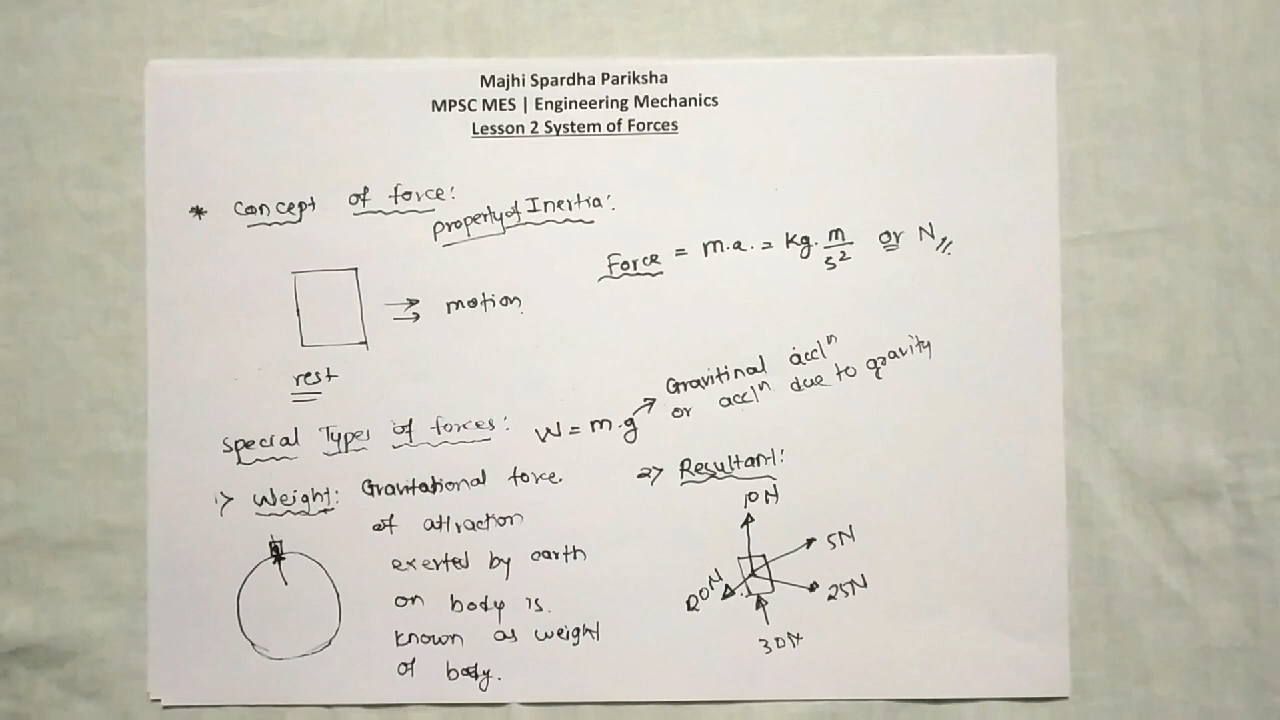 Majhi Spardha Pariksha
MPSC MES | Engineering Mechanics
Lesson 2 System of Forces
* Concept of force:
Property of Inertia:
Force = m.a. = kg. m/s² or N
→ motion
rest
Special Types of forces:
W = m.g → Gravitinal acclⁿ
or acclⁿ due to gravity
1> Weight: Gravitational force
of attraction
exerted by earth
on body is
known as weight
of body.
2> Resultant:
10N
5N
25N
20N
30N